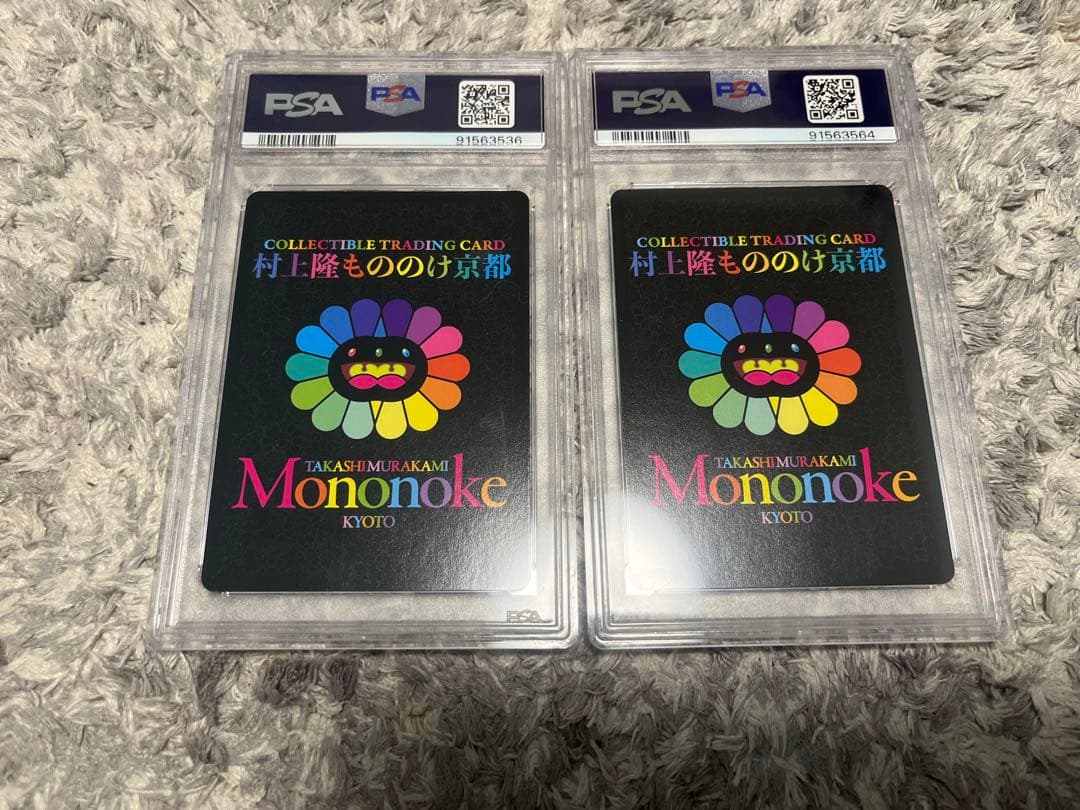 PSA
PSA
91563536
COLLECTIBLE TRADING CARD
村上隆もののけ京都
TAKASHI MURAKAMI
Mononoke
KYOTO
PSA
PSA
PSA
91563564
COLLECTIBLE TRADING CARD
村上隆もののけ京都
TAKASHI MURAKAMI
Mononoke
KYOTO